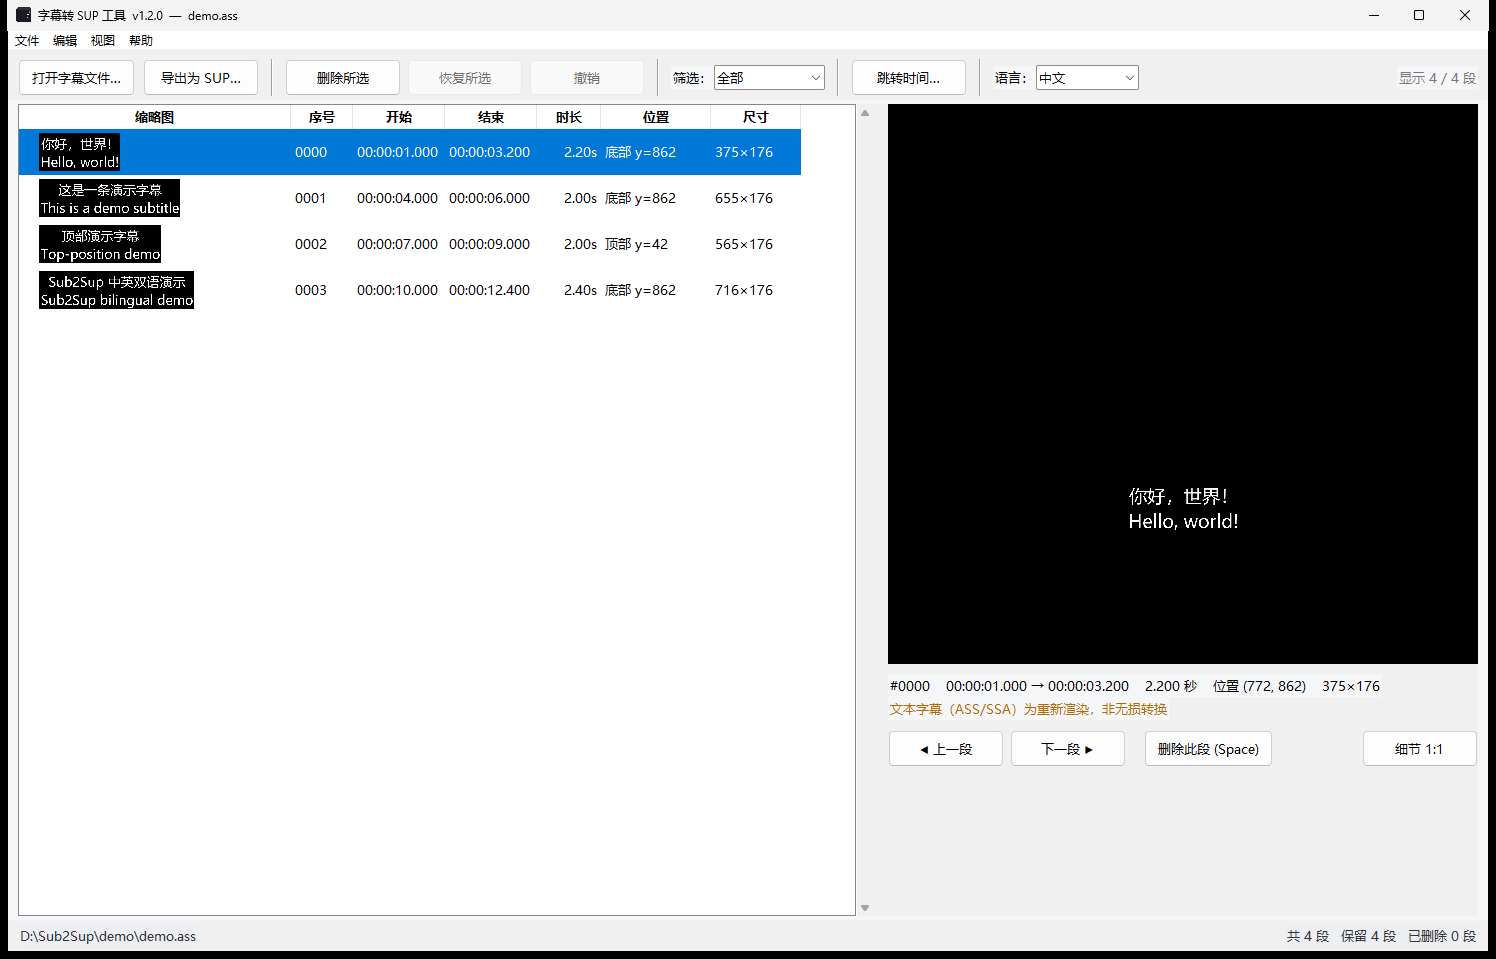 字幕转 SUP 工具 v1.2.0 — demo.ass
文件 编辑 视图 帮助
打开字幕文件... 导出为 SUP... 删除所选 恢复所选 撤销 筛选: 全部 跳转时间... 语言: 中文 显示 4 / 4 段
缩略图 序号 开始 结束 时长 位置 尺寸
你好，世界！
Hello, world!
0000 00:00:01.000 00:00:03.200 2.20s 底部 y=862 375×176
这是一条演示字幕
This is a demo subtitle
0001 00:00:04.000 00:00:06.000 2.00s 底部 y=862 655×176
顶部演示字幕
Top-position demo
0002 00:00:07.000 00:00:09.000 2.00s 顶部 y=42 565×176
Sub2Sup 中英双语演示
Sub2Sup bilingual demo
0003 00:00:10.000 00:00:12.400 2.40s 底部 y=862 716×176
你好，世界！
Hello, world!
#0000 00:00:01.000 → 00:00:03.200 2.200 秒 位置 (772, 862) 375×176
文本字幕（ASS/SSA）为重新渲染，非无损转换
◄ 上一段 下一段 ► 删除此段 (Space) 细节 1:1
D:\Sub2Sup\demo\demo.ass 共 4 段 保留 4 段 已删除 0 段